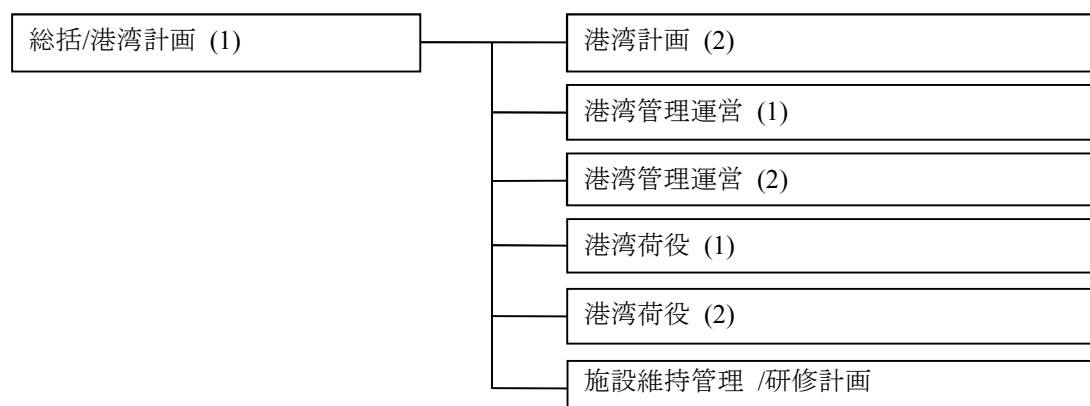 総括/港湾計画 (1)
港湾計画 (2)
港湾管理運営 (1)
港湾管理運営 (2)
港湾荷役 (1)
港湾荷役 (2)
施設維持管理 /研修計画